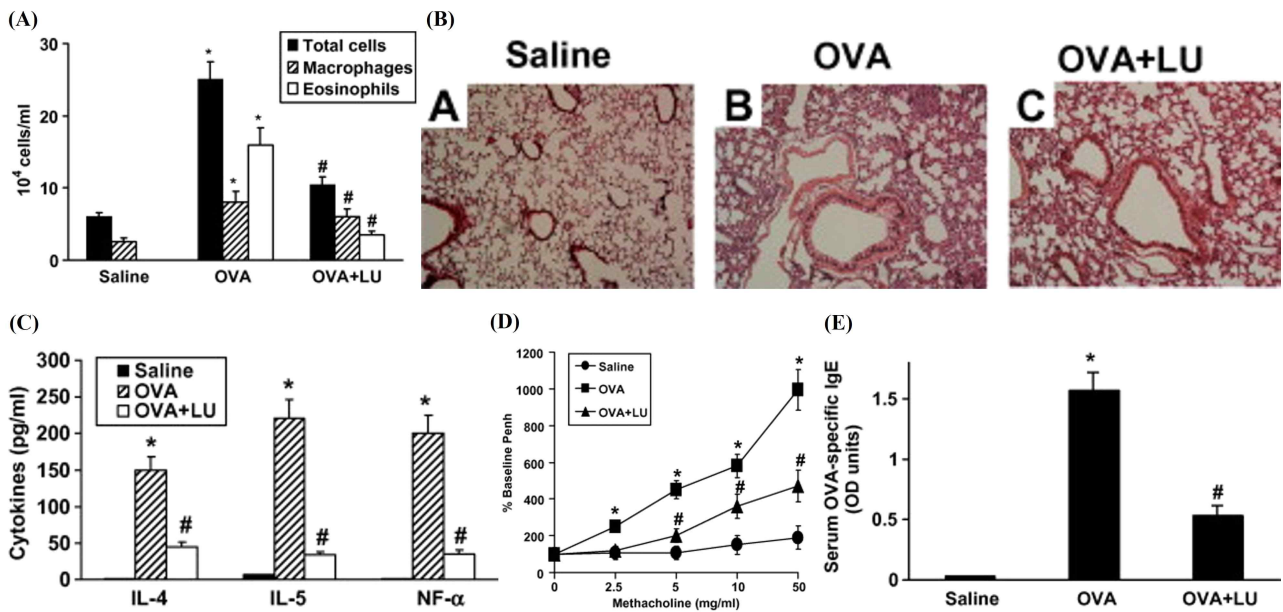 (A)
30
20
10
0
10⁴ cells/ml
Total cells
Macrophages
Eosinophils
*
*
*
#
#
#
Saline
OVA
OVA+LU
(B)
Saline
OVA
OVA+LU
A
B
C
(C)
300
250
200
150
100
50
0
Cytokines (pg/ml)
Saline
OVA
OVA+LU
*
#
*
#
*
#
IL-4
IL-5
NF-α
(D)
1200
1000
800
600
400
200
0
% Baseline Penh
Saline
OVA
OVA+LU
*
*
*
*
#
#
#
0
2.5
5
10
50
Methacholine (mg/ml)
(E)
1.5
1
0.5
0
Serum OVA-specific IgE
(OD units)
*
#
Saline
OVA
OVA+LU